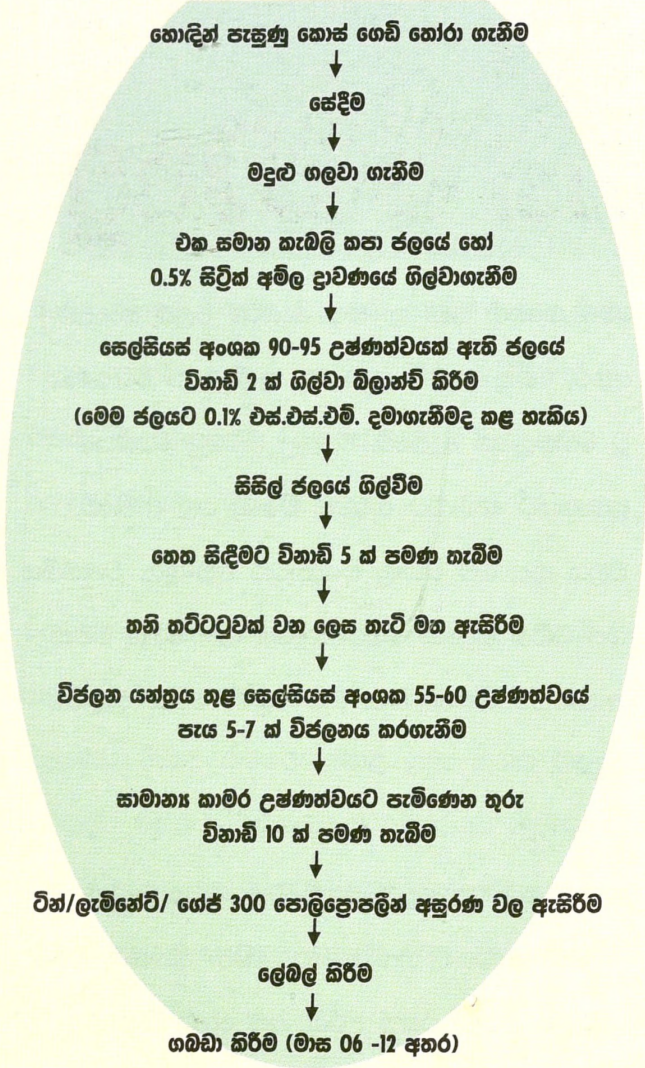 හොඳින් පැසුණු කොස් ගෙඩි තෝරා ගැනීම
සේදීම
මදුළු ගලවා ගැනීම
එක සමාන කැබලි කපා ජලයේ හෝ
0.5% සිට්‍රික් අම්ල ද්‍රාවණයේ ගිල්වාගැනීම
සෙල්සියස් අංශක 90-95 උෂ්ණත්වයක් ඇති ජලයේ
විනාඩි 2 ක් ගිල්වා බ්ලාන්ච් කිරීම
(මෙම ජලයට 0.1% එස්.එස්.එම්. දමාගැනීමද කළ හැකිය)
සිසිල් ජලයේ ගිල්වීම
තෙත සිඳීමට විනාඩි 5 ක් පමණ තැබීම
තනි තට්ටටුවක් වන ලෙස තැටි මත ඇසිරීම
විජලන යන්ත්‍රය තුළ සෙල්සියස් අංශක 55-60 උෂ්ණත්වයේ
පැය 5-7 ක් විජලනය කරගැනීම
සාමාන්‍ය කාමර උෂ්ණත්වයට පැමිණෙන තුරු
විනාඩි 10 ක් පමණ තැබීම
ටින්/ලැමිනේට්/ ගේජ් 300 පොලිප්‍රොපලීන් අසුරණ වල ඇසිරීම
ලේබල් කිරීම
ගබඩා කිරීම (මාස 06 -12 අතර)